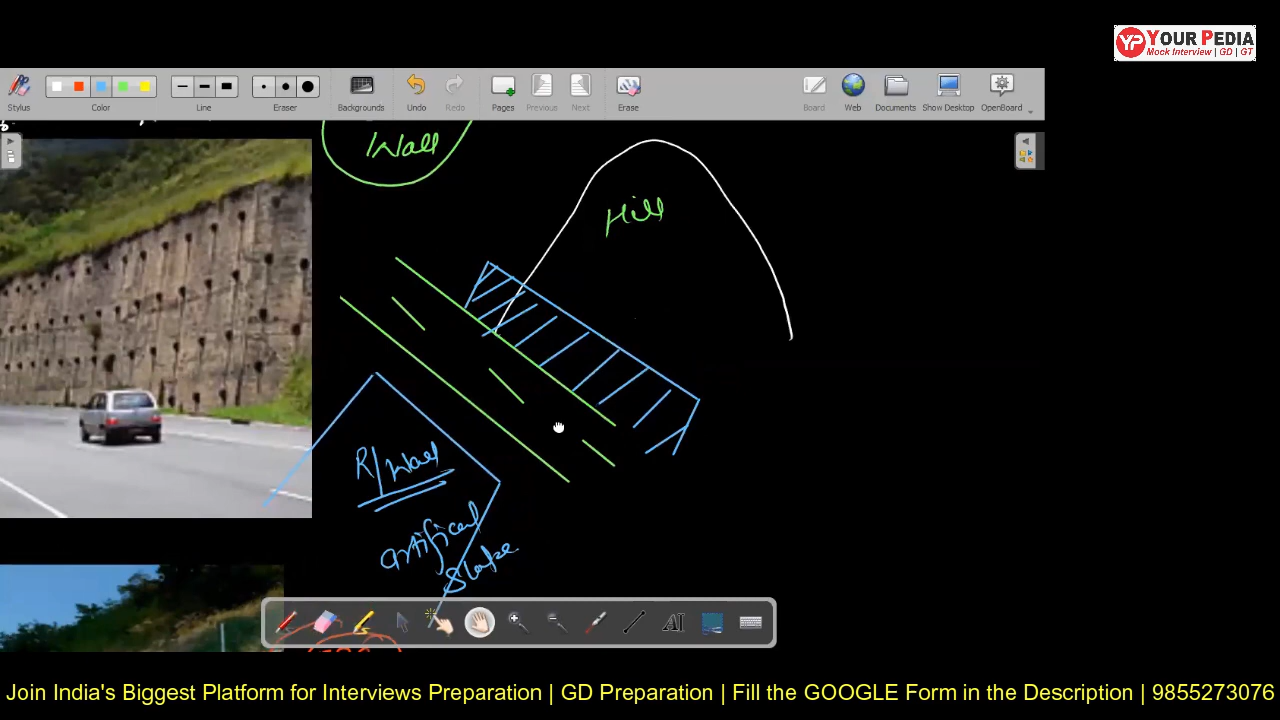 YP YOUR PEDIA
Mock Interview | GD | GT
Stylus
Color
Line
Eraser
Backgrounds
Undo
Redo
Pages
Previous
Next
Erase
Board
Web
Documents
Show Desktop
OpenBoard
Wall
Hill
R/Wall
artifical
Slope
Join India's Biggest Platform for Interviews Preparation | GD Preparation | Fill the GOOGLE Form in the Description | 9855273076